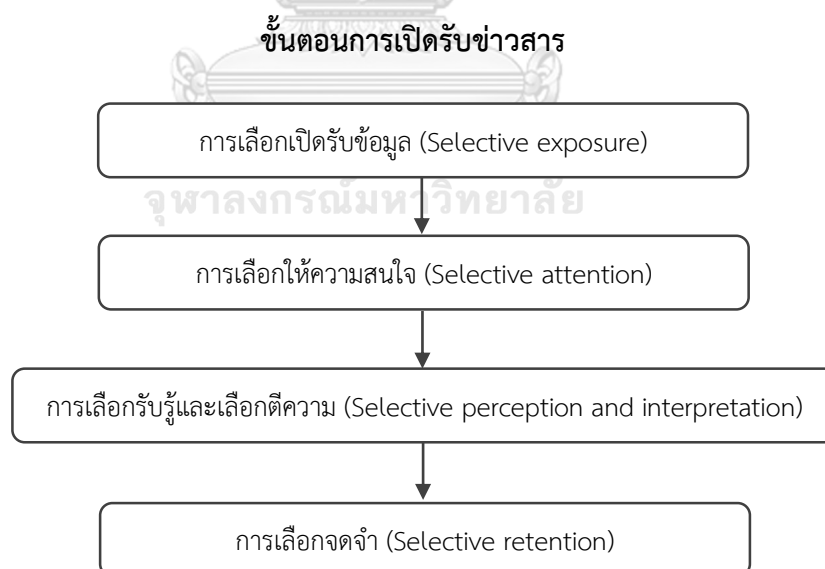 ขั้นตอนการเปิดรับข่าวสาร
การเลือกเปิดรับข้อมูล (Selective exposure)
จุฬาลงกรณ์มหาวิทยาลัย
การเลือกให้ความสนใจ (Selective attention)
การเลือกรับรู้และเลือกตีความ (Selective perception and interpretation)
การเลือกจดจำ (Selective retention)